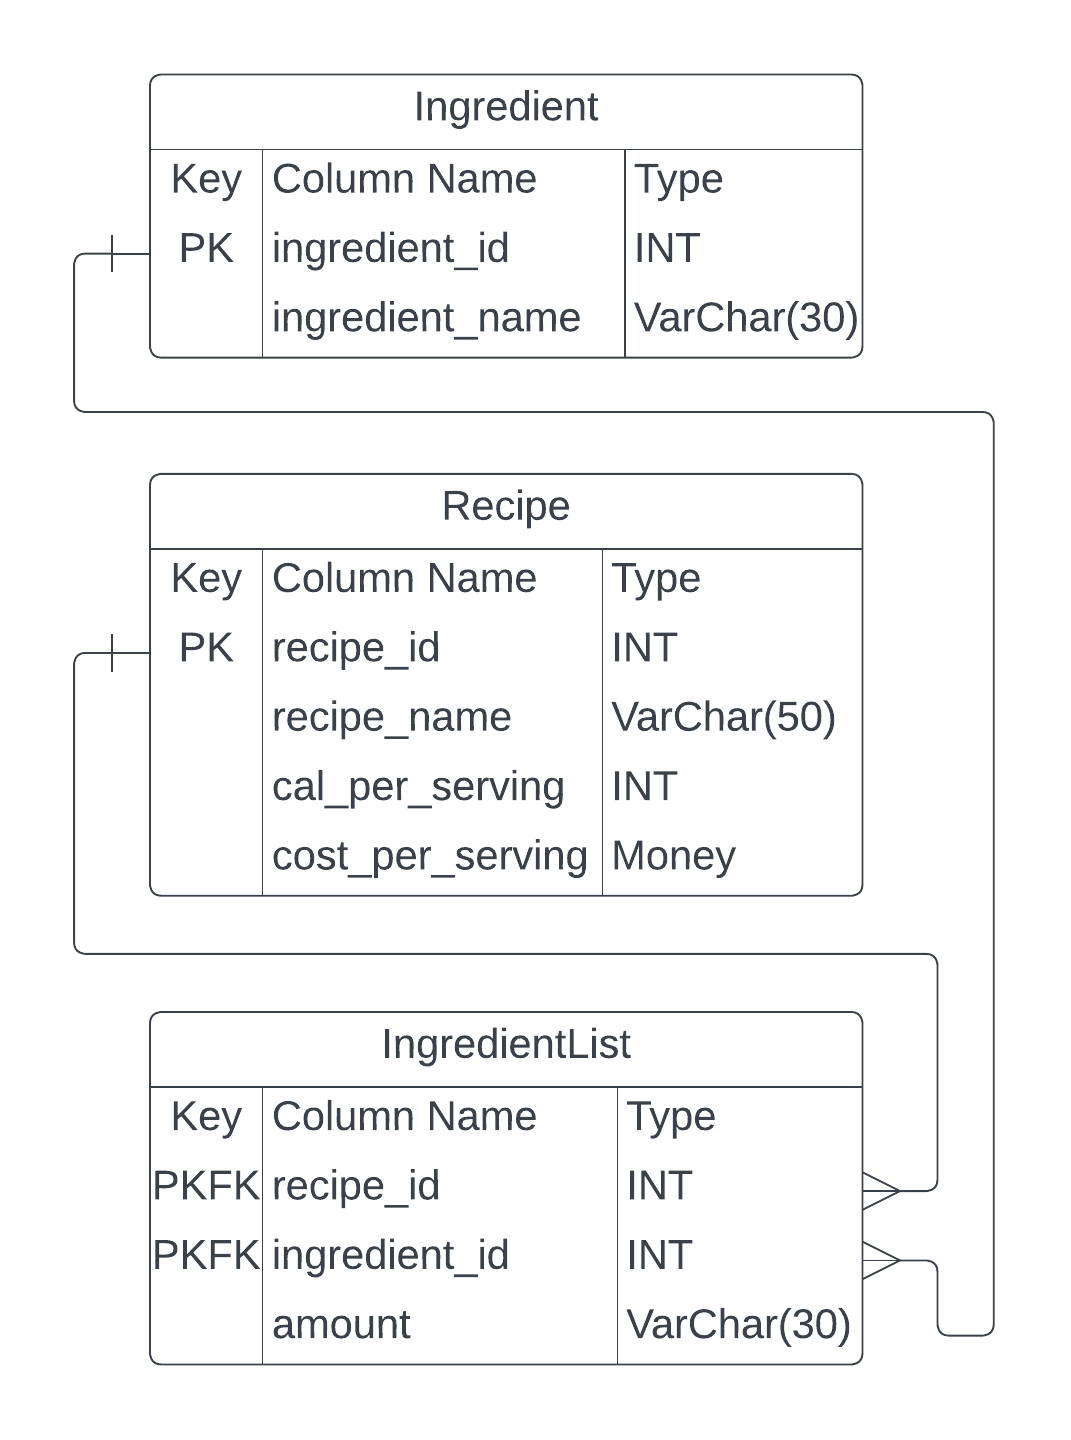 Ingredient
Key Column Name Type
PK ingredient_id INT
ingredient_name VarChar(30)
Recipe
Key Column Name Type
PK recipe_id INT
recipe_name VarChar(50)
cal_per_serving INT
cost_per_serving Money
IngredientList
Key Column Name Type
PKFK recipe_id INT
PKFK ingredient_id INT
amount VarChar(30)